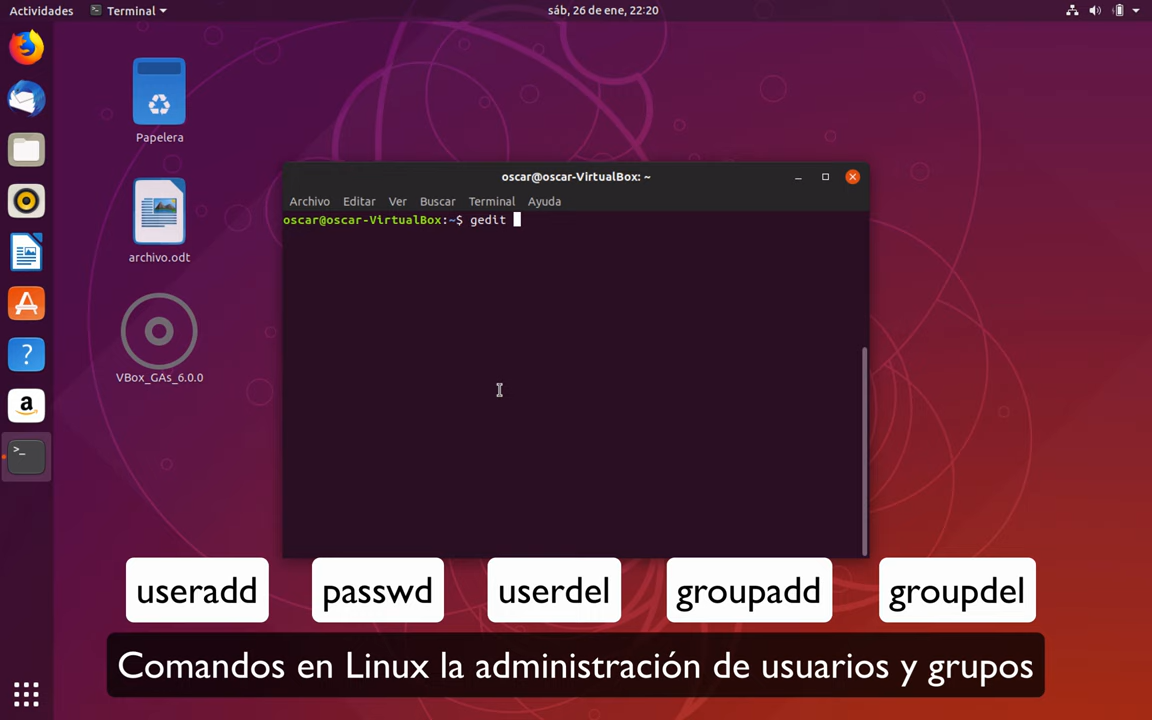 Actividades Terminal sáb, 26 de ene, 22:20
Papelera
archivo.odt
VBox_GAs_6.0.0
oscar@oscar-VirtualBox: ~
Archivo Editar Ver Buscar Terminal Ayuda
oscar@oscar-VirtualBox:~$ gedit
useradd passwd userdel groupadd groupdel
Comandos en Linux la administración de usuarios y grupos